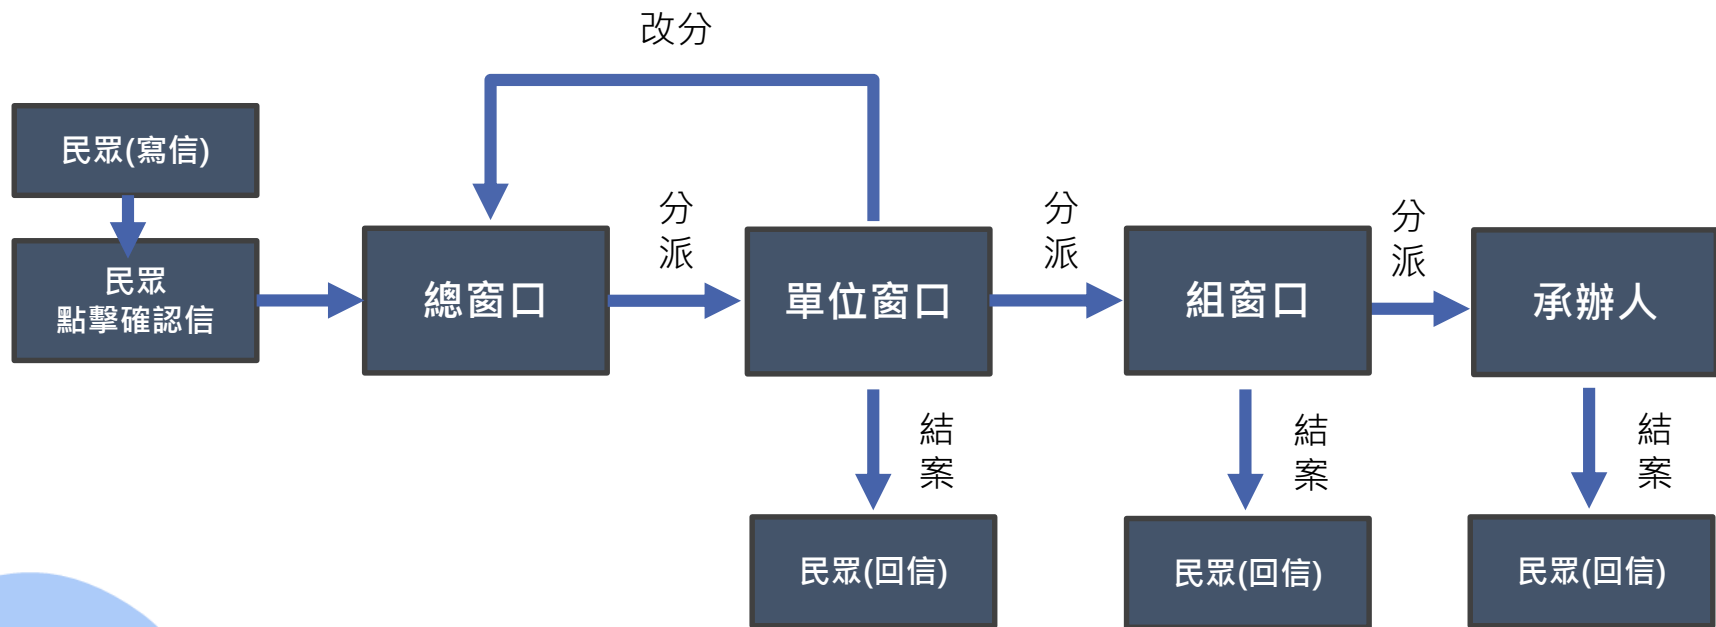 改分
民眾(寫信)
民眾
點擊確認信
總窗口
分派
單位窗口
分派
組窗口
分派
承辦人
結案
結案
結案
民眾(回信)
民眾(回信)
民眾(回信)